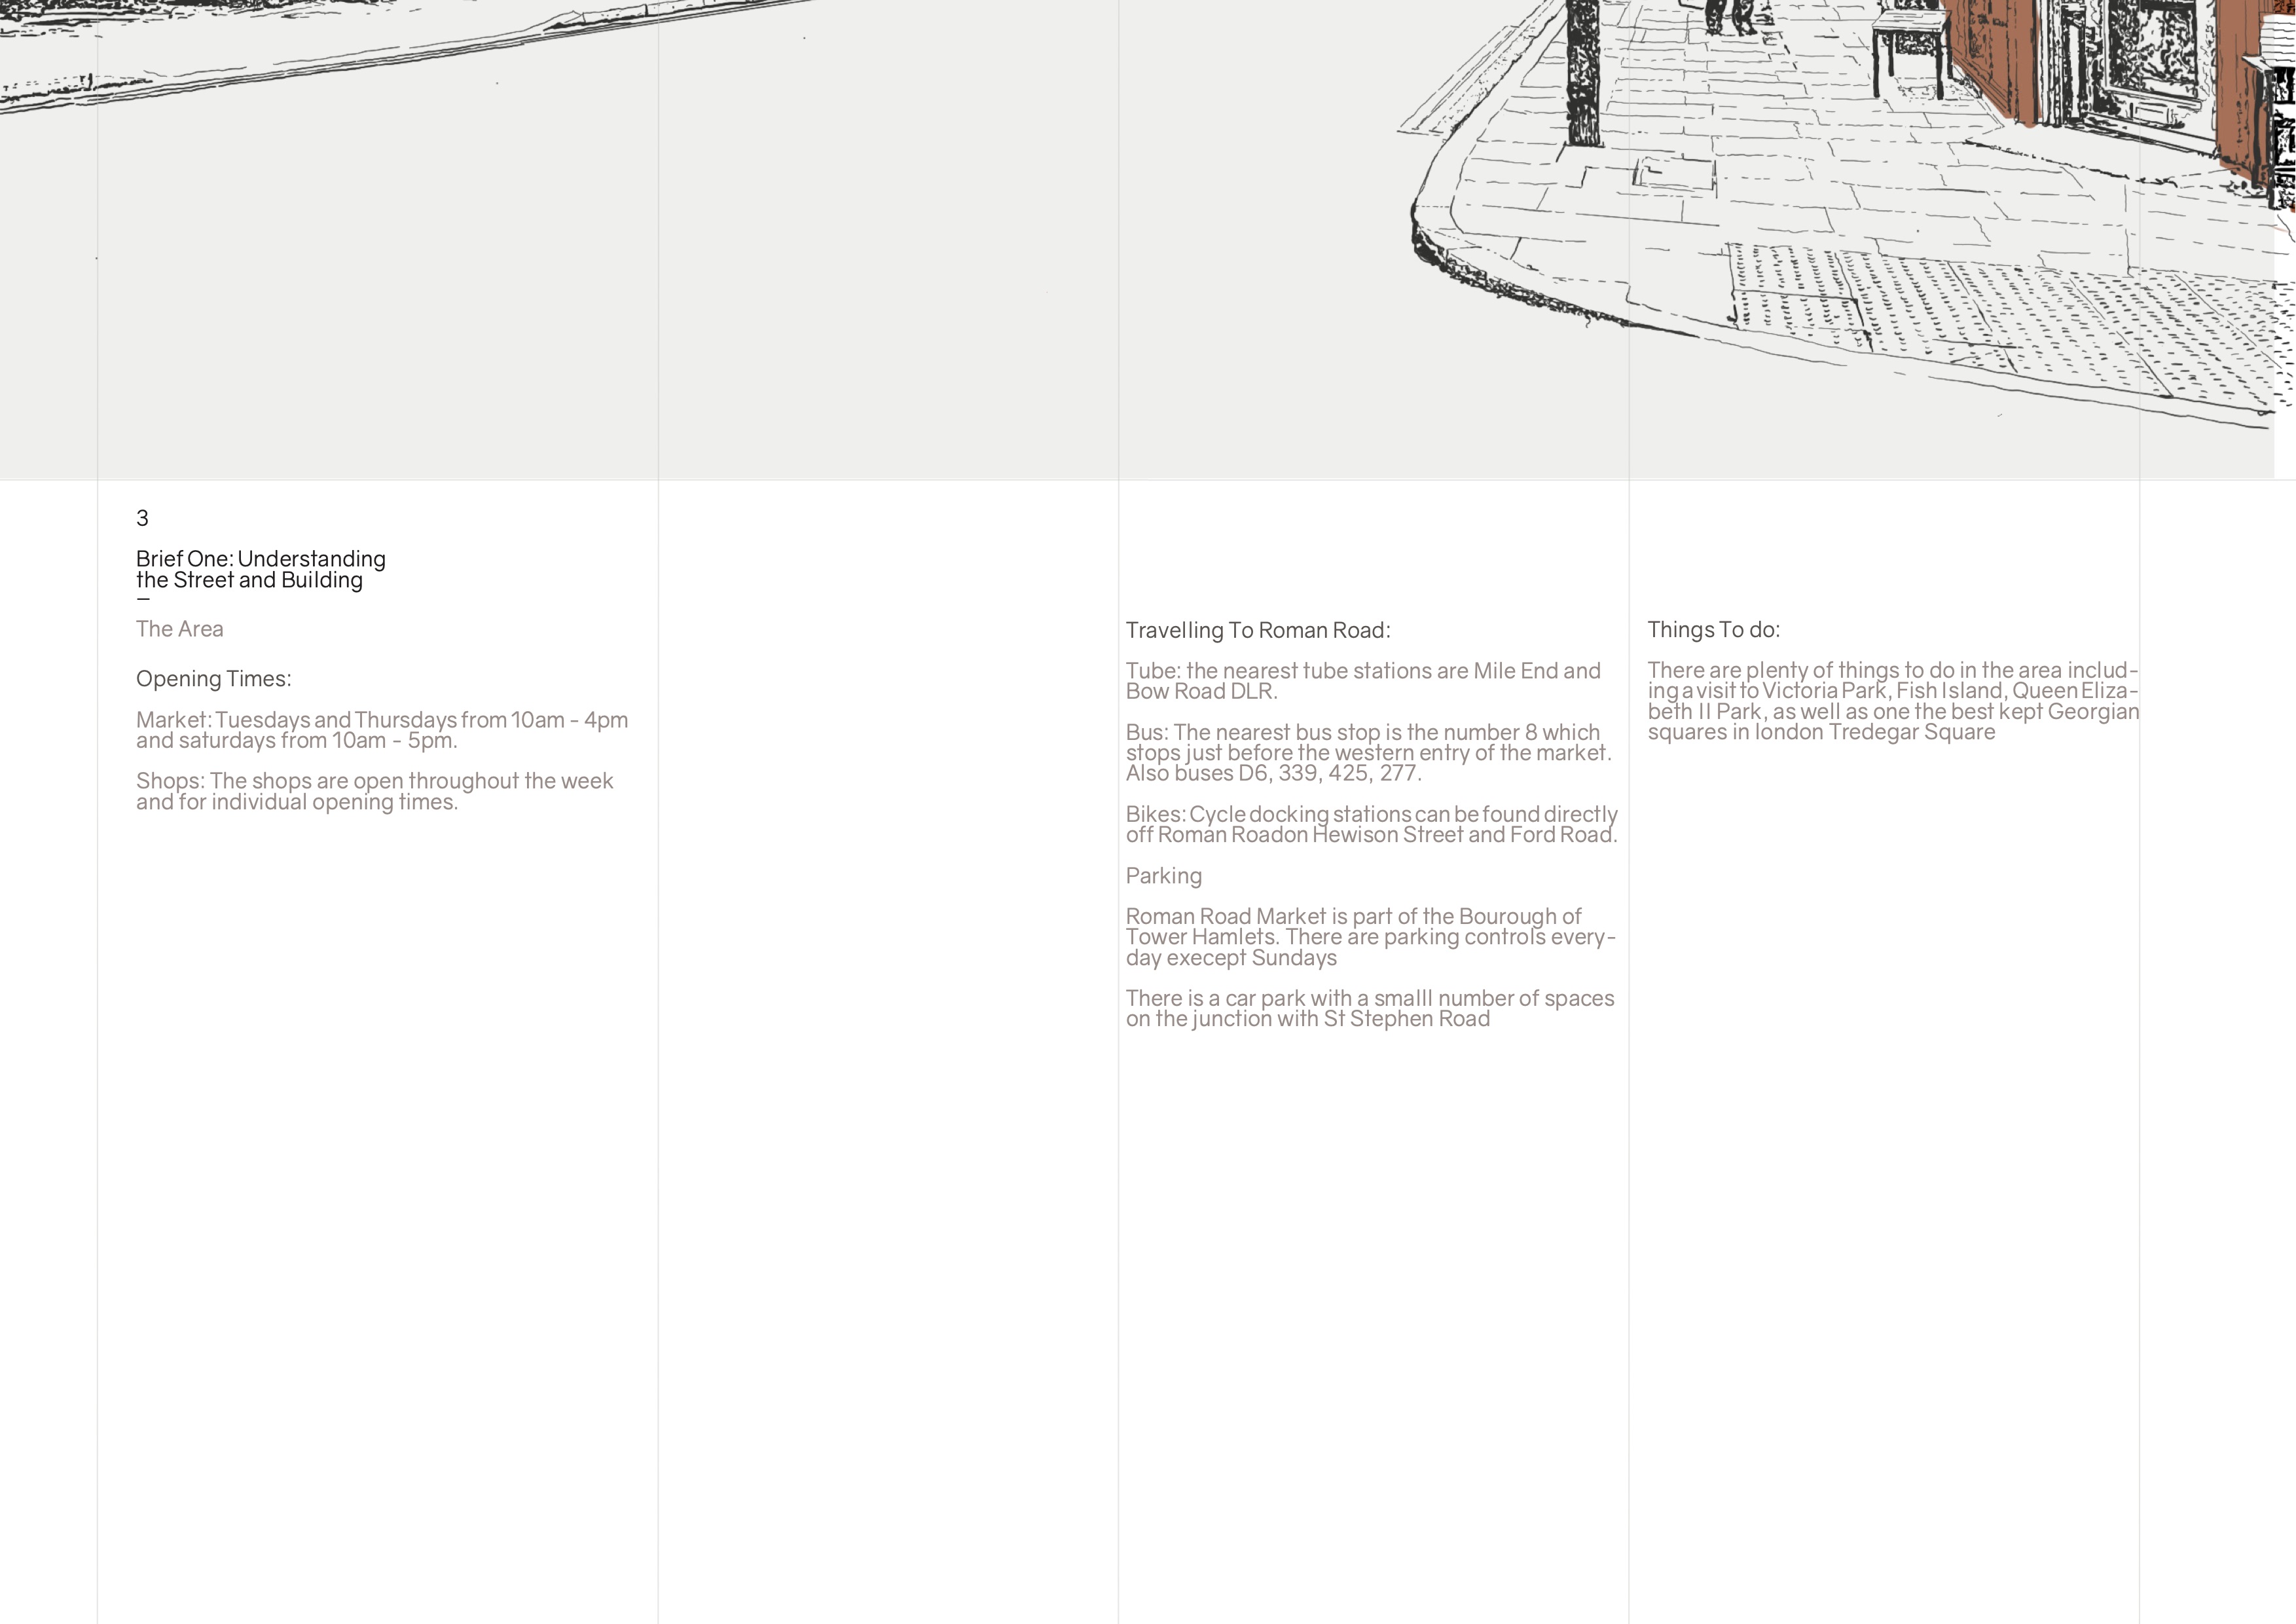 3
Brief One: Understanding
the Street and Building
–
The Area
Opening Times:
Market: Tuesdays and Thursdays from 10am - 4pm
and saturdays from 10am - 5pm.
Shops: The shops are open throughout the week
and for individual opening times.
Travelling To Roman Road:
Tube: the nearest tube stations are Mile End and
Bow Road DLR.
Bus: The nearest bus stop is the number 8 which
stops just before the western entry of the market.
Also buses D6, 339, 425, 277.
Bikes: Cycle docking stations can be found directly
off Roman Roadon Hewison Street and Ford Road.
Parking
Roman Road Market is part of the Bourough of
Tower Hamlets. There are parking controls every-
day execept Sundays
There is a car park with a smalll number of spaces
on the junction with St Stephen Road
Things To do:
There are plenty of things to do in the area includ-
ing a visit to Victoria Park, Fish Island, Queen Eliza-
beth II Park, as well as one the best kept Georgian
squares in london Tredegar Square